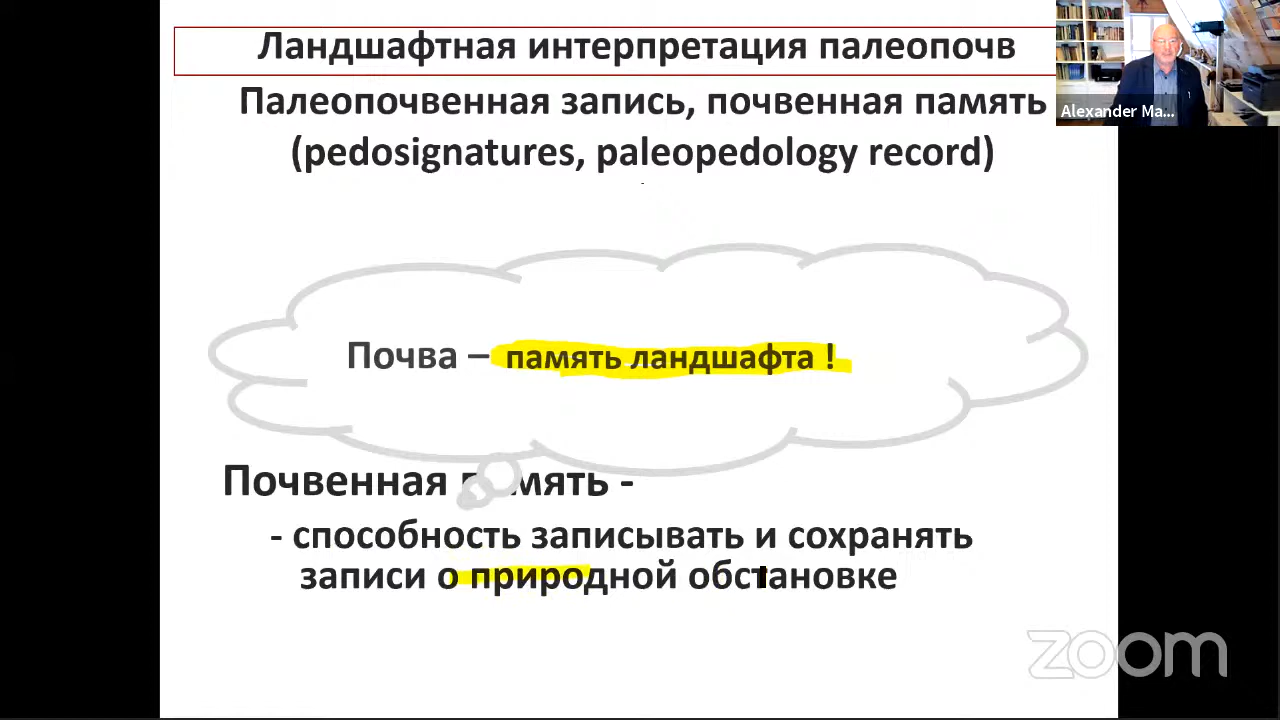 Ландшафтная интерпретация палеопочв
Палеопочвенная запись, почвенная память
(pedosignatures, paleopedology record)
Alexander Ma...
Почва – память ландшафта !
Почвенная память -
- способность записывать и сохранять
записи о природной обстановке
zoom